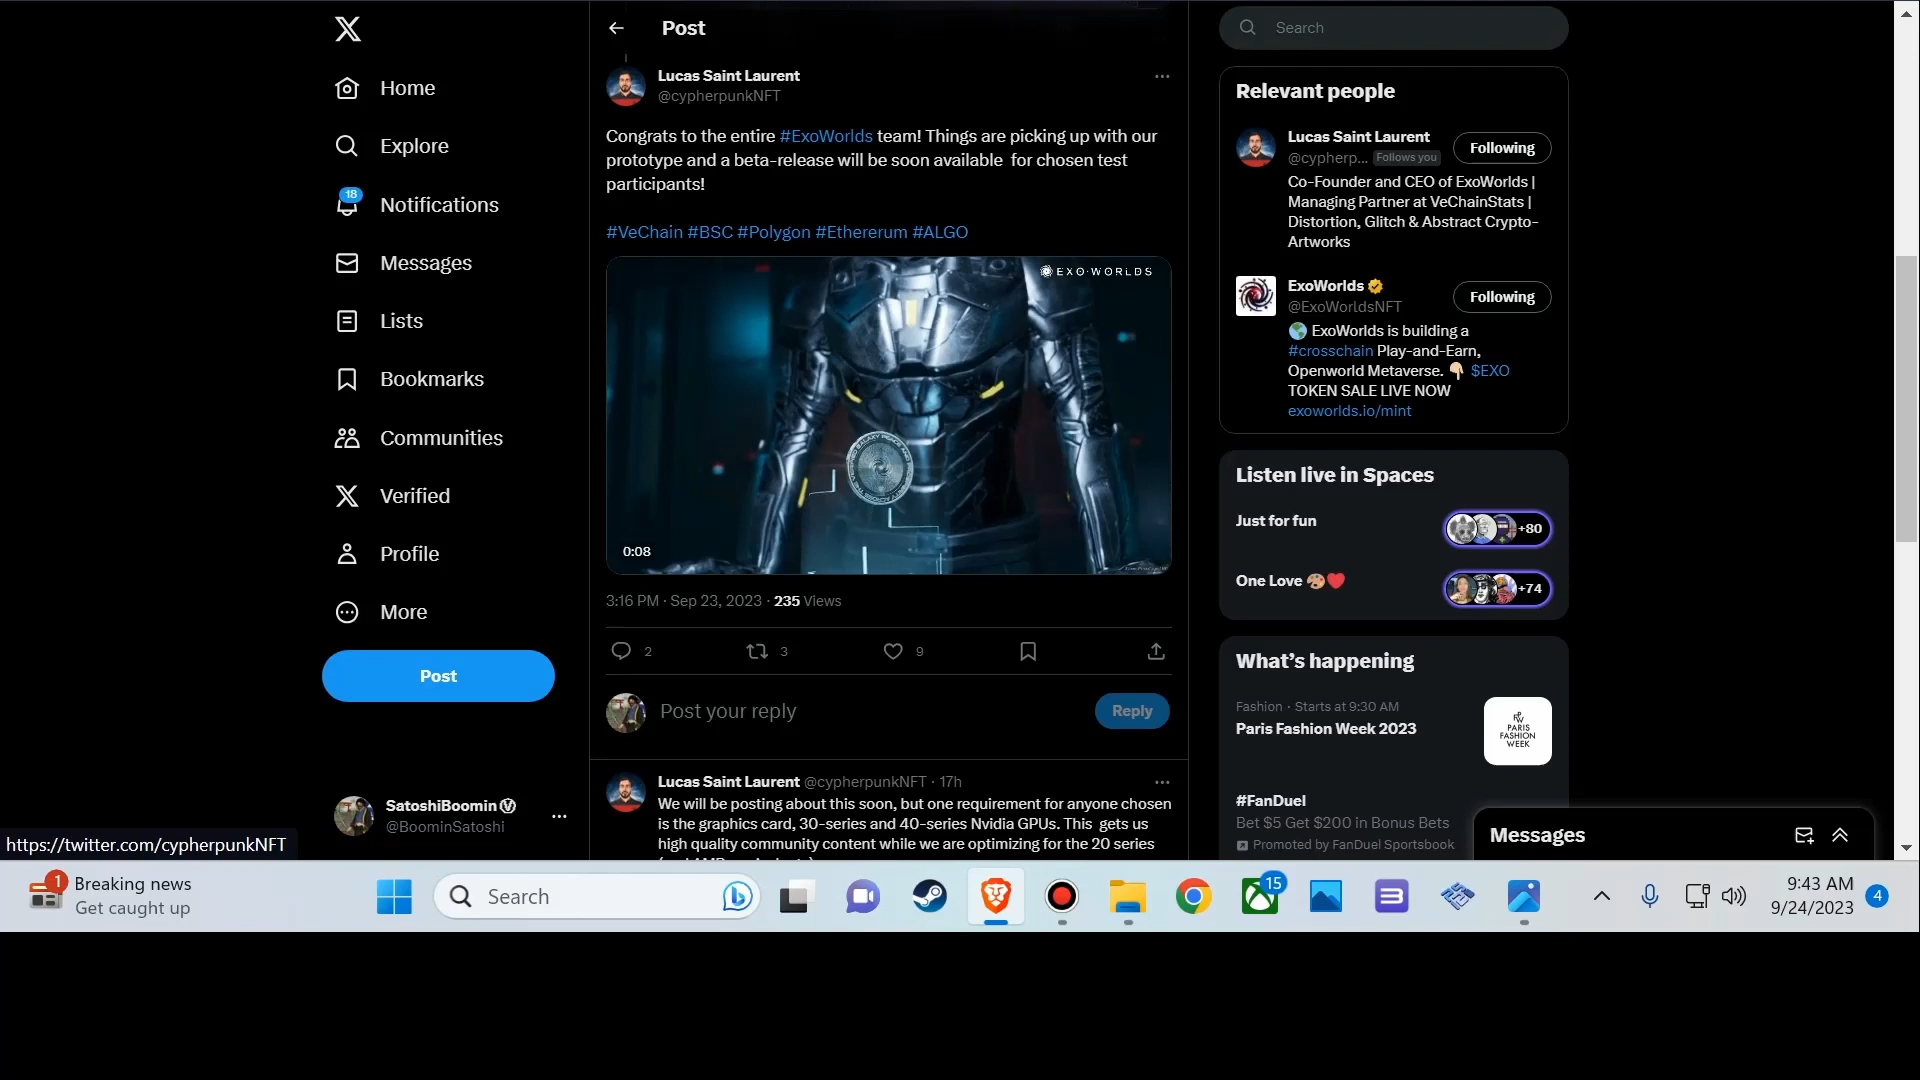 Post
Search
Home
Explore
18
Notifications
Messages
Lists
Bookmarks
Communities
Verified
Profile
More
Post
SatoshiBoomin
@BoominSatoshi
https://twitter.com/cypherpunkNFT
Lucas Saint Laurent
@cypherpunkNFT
Congrats to the entire #ExoWorlds team! Things are picking up with our
prototype and a beta-release will be soon available for chosen test
participants!
#VeChain #BSC #Polygon #Ethererum #ALGO
EXO·WORLDS
0:08
3:16 PM · Sep 23, 2023 · 235 Views
2
3
9
Post your reply
Reply
Lucas Saint Laurent @cypherpunkNFT · 17h
We will be posting about this soon, but one requirement for anyone chosen
is the graphics card, 30-series and 40-series Nvidia GPUs. This gets us
high quality community content while we are optimizing for the 20 series
Relevant people
Lucas Saint Laurent
@cypherp... Follows you
Following
Co-Founder and CEO of ExoWorlds |
Managing Partner at VeChainStats |
Distortion, Glitch & Abstract Crypto-
Artworks
ExoWorlds
@ExoWorldsNFT
Following
ExoWorlds is building a
#crosschain Play-and-Earn,
Openworld Metaverse. 👇🏻 $EXO
TOKEN SALE LIVE NOW
exoworlds.io/mint
Listen live in Spaces
Just for fun
+80
One Love 🎨❤️
+74
What's happening
Fashion · Starts at 9:30 AM
Paris Fashion Week 2023
PARIS
FASHION
WEEK
#FanDuel
Bet $5 Get $200 in Bonus Bets
Promoted by FanDuel Sportsbook
Messages
1
Breaking news
Get caught up
Search
15
9:43 AM
9/24/2023
4